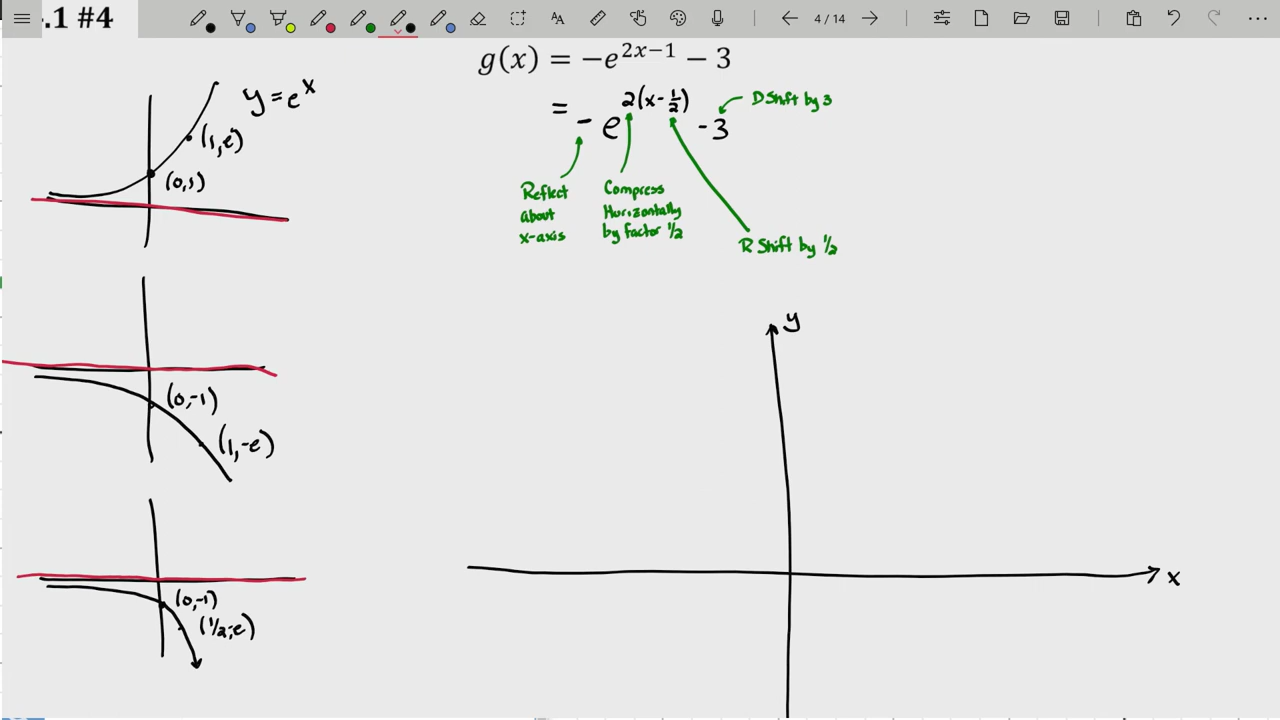 .1 #4
4 / 14
g(x) = −e^{2x−1} − 3
= - e^{2(x-1/2)} -3
D Shift by 3
Reflect about x-axis
Compress Horizontally by factor 1/2
R Shift by 1/2
y = e^x
(1, e)
(0,1)
(0,-1)
(1,-e)
(0,-1)
(1/2,-e)
y
x